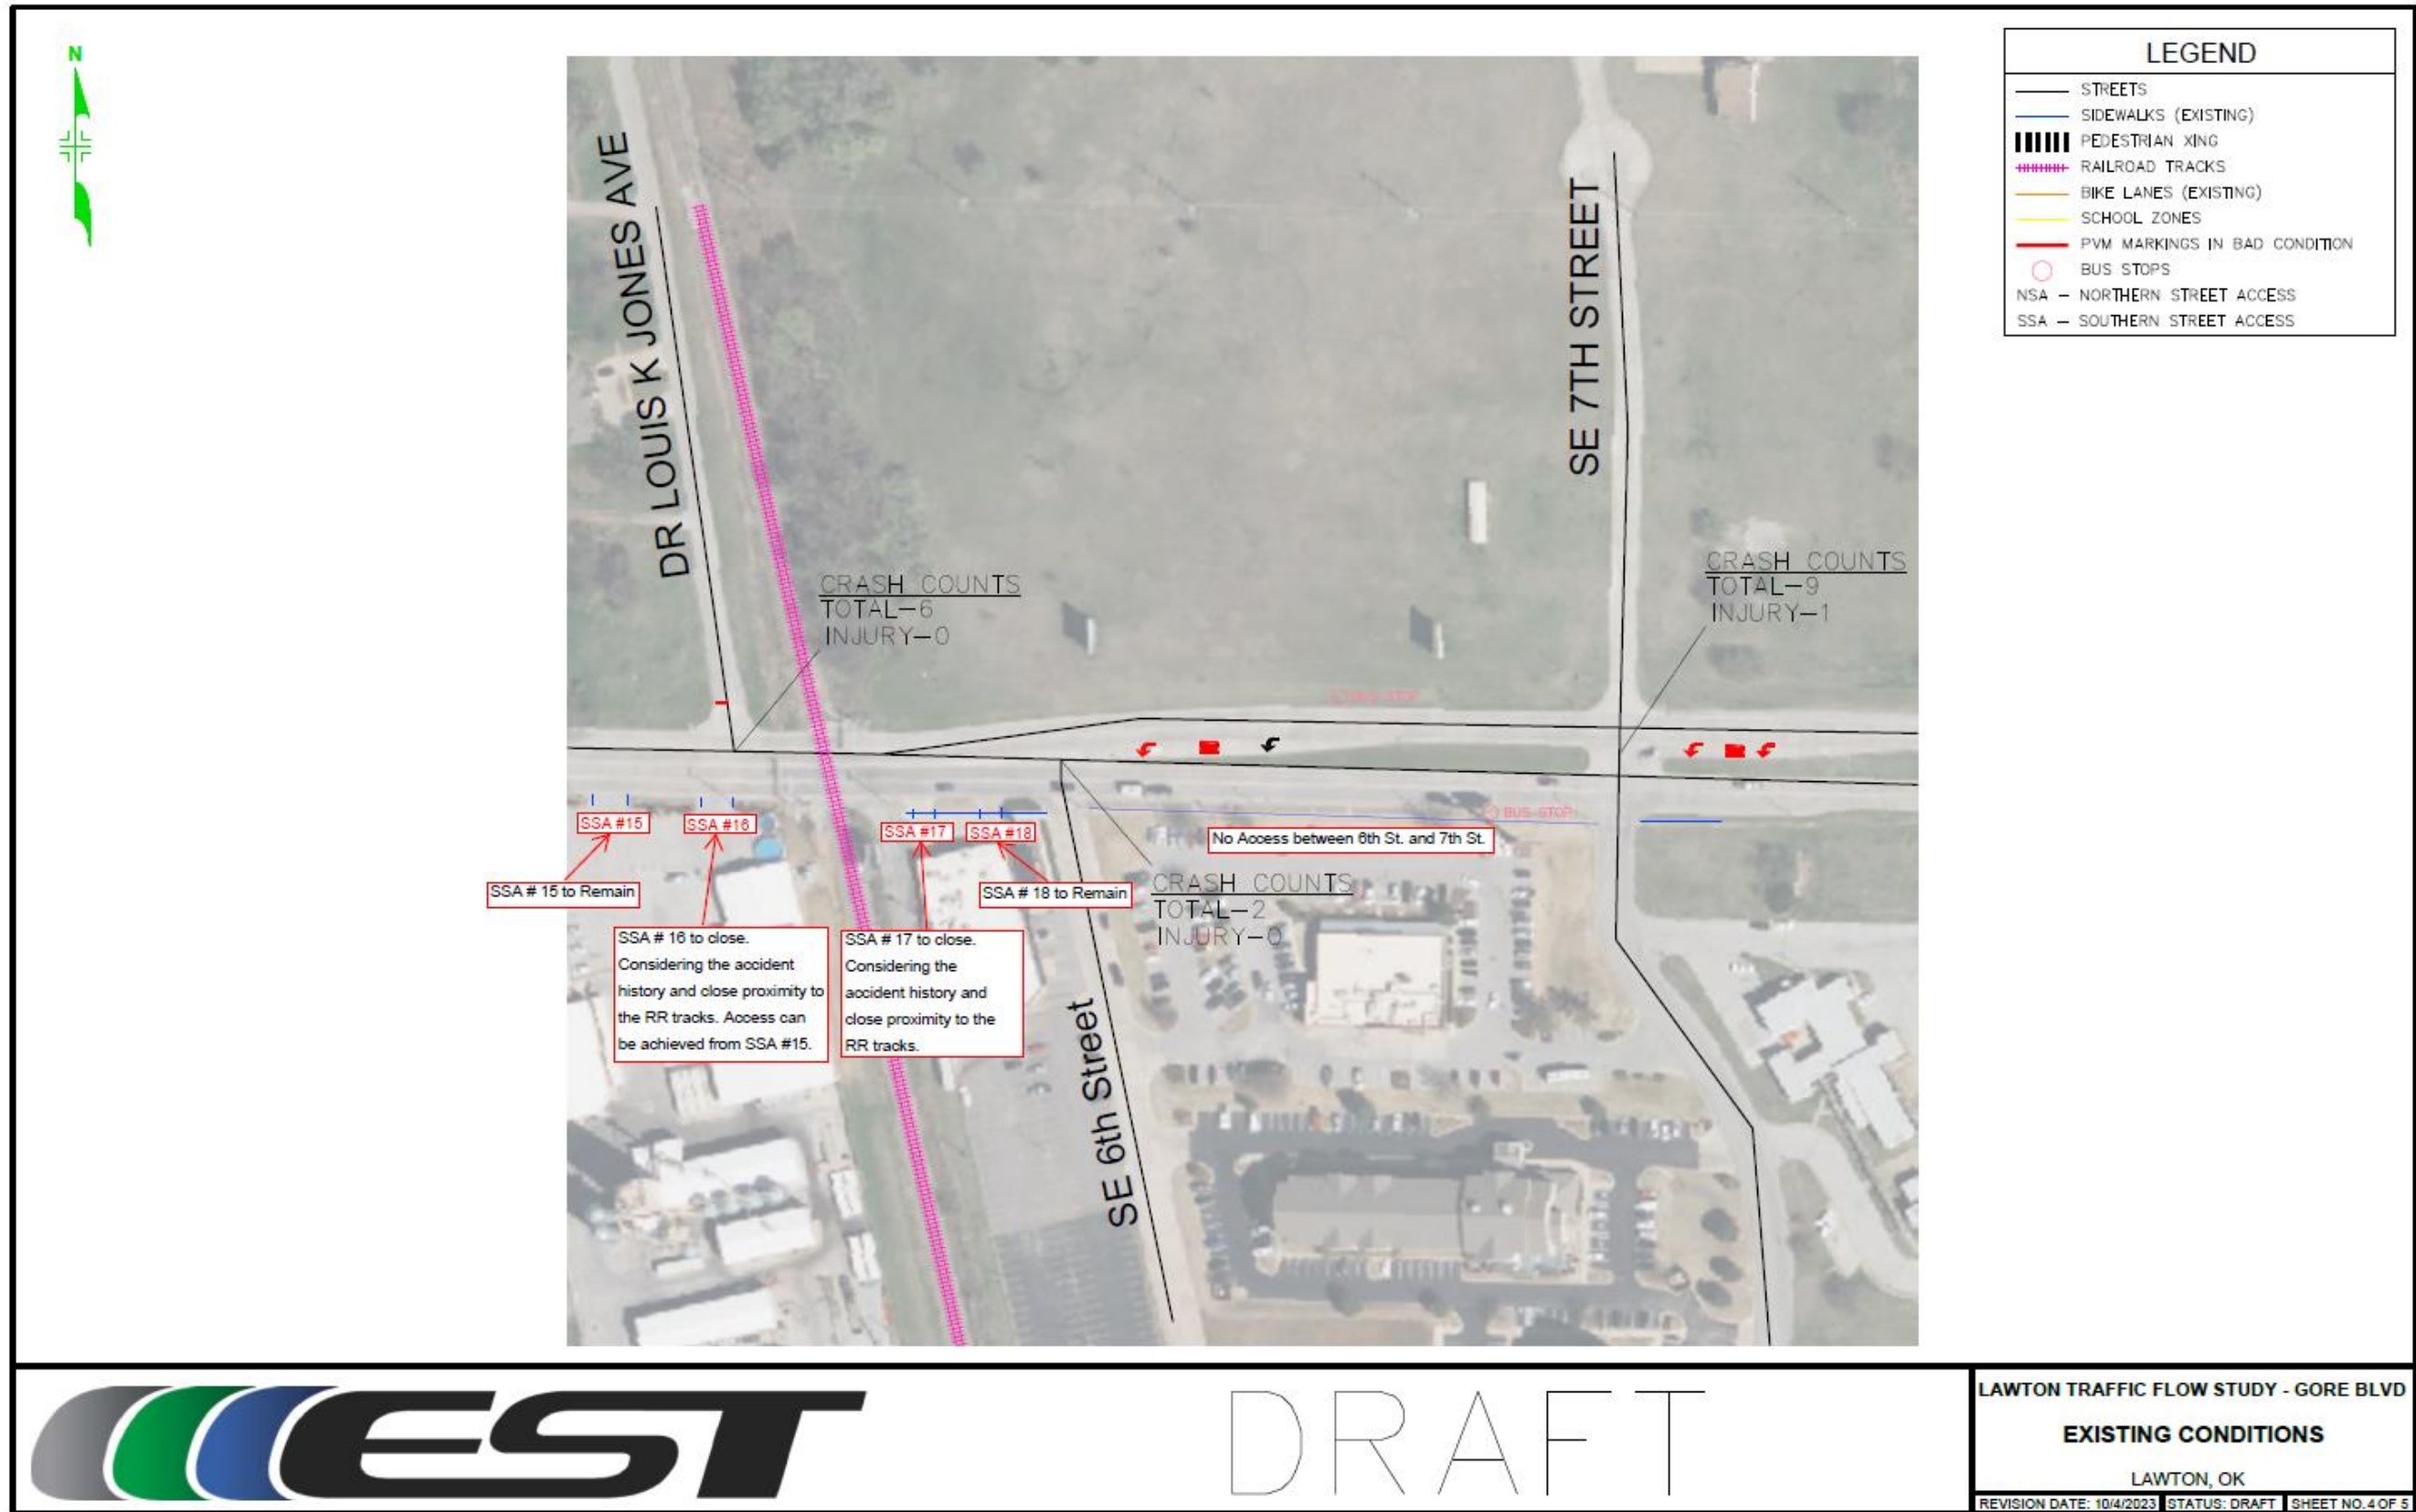 N
LEGEND
STREETS
SIDEWALKS (EXISTING)
PEDESTRIAN XING
RAILROAD TRACKS
BIKE LANES (EXISTING)
SCHOOL ZONES
PVM MARKINGS IN BAD CONDITION
BUS STOPS
NSA – NORTHERN STREET ACCESS
SSA – SOUTHERN STREET ACCESS
DR LOUIS K JONES AVE
SE 7TH STREET
CRASH COUNTS
TOTAL–6
INJURY–0
CRASH COUNTS
TOTAL–9
INJURY–1
BUS STOP
SSA #15
SSA #16
SSA #17
SSA #18
BUS STOP
No Access between 6th St. and 7th St.
SSA # 15 to Remain
SSA # 18 to Remain
CRASH COUNTS
TOTAL–2
INJURY–0
SSA # 16 to close.
Considering the accident
history and close proximity to
the RR tracks. Access can
be achieved from SSA #15.
SSA # 17 to close.
Considering the
accident history and
close proximity to the
RR tracks.
SE 6th Street
EST
DRAFT
LAWTON TRAFFIC FLOW STUDY - GORE BLVD
EXISTING CONDITIONS
LAWTON, OK
REVISION DATE: 10/4/2023 STATUS: DRAFT SHEET NO. 4 OF 5